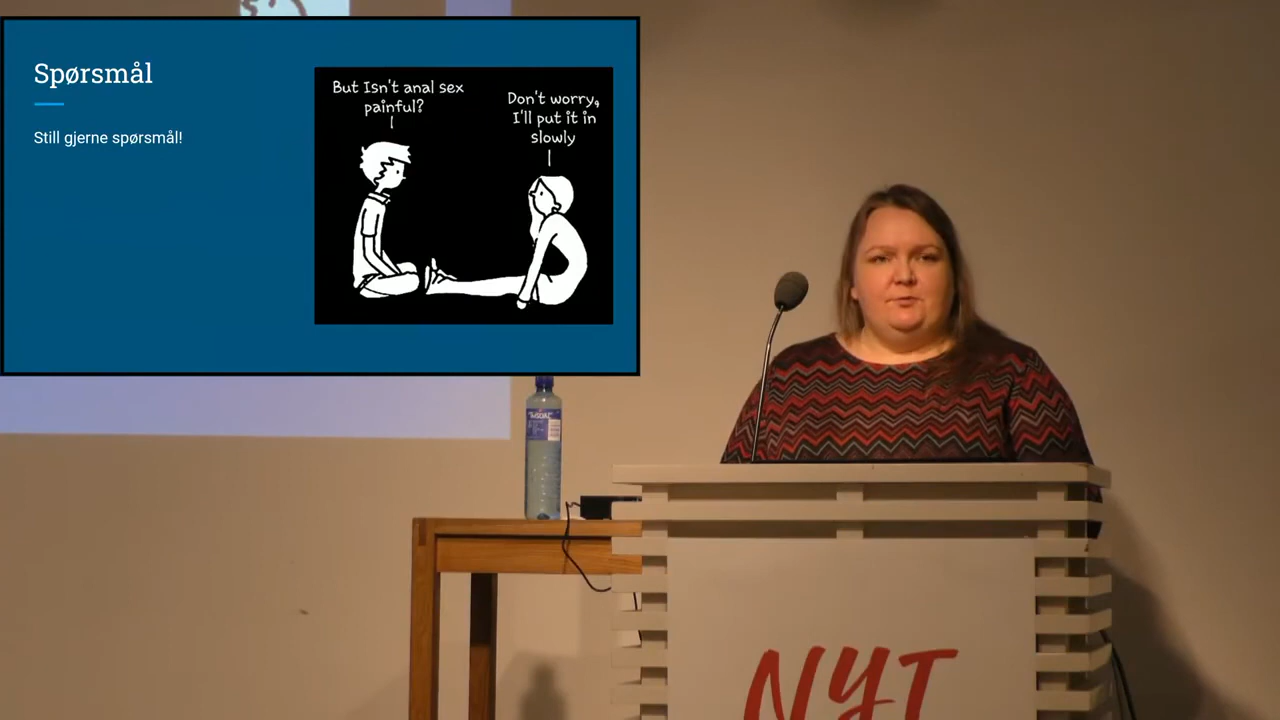 Spørsmål
Still gjerne spørsmål!
But Isn't anal sex
painful?
Don't worry,
I'll put it in
slowly
NYT